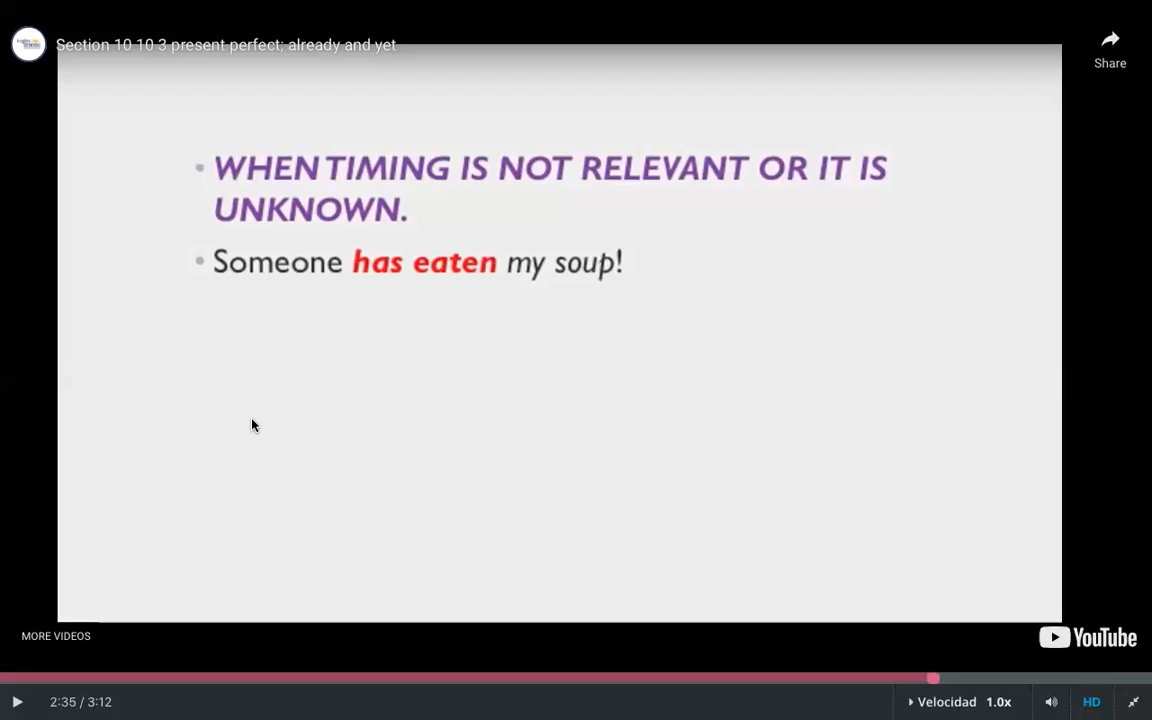 Section 10 10 3 present perfect; already and yet
Share
• WHEN TIMING IS NOT RELEVANT OR IT IS
UNKNOWN.
• Someone has eaten my soup!
MORE VIDEOS
YouTube
2:35 / 3:12
Velocidad 1.0x
HD